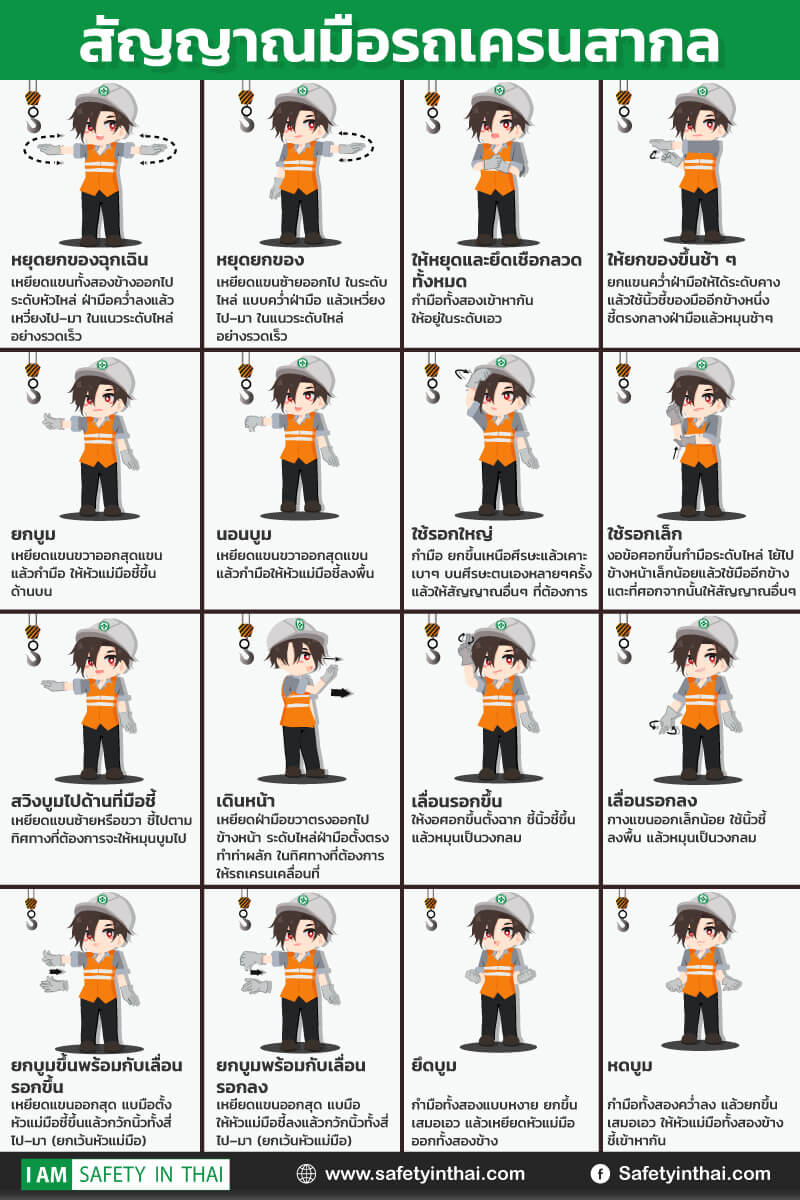 สัญญาณมือรถเครนสากล
หยุดยกของฉุกเฉิน
เหยียดแขนทั้งสองข้างออกไป
ระดับหัวไหล่ ฝ่ามือคว่ำลงแล้ว
เหวี่ยงไป-มา ในแนวระดับไหล่
อย่างรวดเร็ว
หยุดยกของ
เหยียดแขนซ้ายออกไป ในระดับ
ไหล่ แบบคว่ำฝ่ามือ แล้วเหวี่ยง
ไป-มา ในแนวระดับไหล่
อย่างรวดเร็ว
ให้หยุดและยึดเชือกลวด
ทั้งหมด
กำมือทั้งสองเข้าหากัน
ให้อยู่ในระดับเอว
ให้ยกของขึ้นช้า ๆ
ยกแขนคว่ำฝ่ามือให้ได้ระดับคาง
แล้วใช้นิ้วชี้ของมืออีกข้างหนึ่ง
ชี้ตรงกลางฝ่ามือแล้วหมุนช้าๆ
ยกบูม
เหยียดแขนขวาออกสุดแขน
แล้วกำมือ ให้หัวแม่มือชี้ขึ้น
ด้านบน
นอนบูม
เหยียดแขนขวาออกสุดแขน
แล้วกำมือให้หัวแม่มือชี้ลงพื้น
ใช้รอกใหญ่
กำมือ ยกขึ้นเหนือศีรษะแล้วเคาะ
เบาๆ บนศีรษะตนเองหลายๆครั้ง
แล้วให้สัญญาณอื่นๆ ที่ต้องการ
ใช้รอกเล็ก
งอข้อศอกขึ้นกำมือระดับไหล่ โย้ไป
ข้างหน้าเล็กน้อยแล้วใช้มืออีกข้าง
แตะที่ศอกจากนั้นให้สัญญาณอื่นๆ
สวิงบูมไปด้านที่มือชี้
เหยียดแขนซ้ายหรือขวา ชี้ไปตาม
ทิศทางที่ต้องการจะให้หมุนบูมไป
เดินหน้า
เหยียดฝ่ามือขวาตรงออกไป
ข้างหน้า ระดับไหล่ฝ่ามือตั้งตรง
ทำท่าผลัก ในทิศทางที่ต้องการ
ให้รถเครนเคลื่อนที่
เลื่อนรอกขึ้น
ให้งอศอกขึ้นตั้งฉาก ชี้นิ้วชี้ขึ้น
แล้วหมุนเป็นวงกลม
เลื่อนรอกลง
กางแขนออกเล็กน้อย ใช้นิ้วชี้
ลงพื้น แล้วหมุนเป็นวงกลม
ยกบูมขึ้นพร้อมกับเลื่อน
รอกขึ้น
เหยียดแขนออกสุด แบมือตั้ง
หัวแม่มือชี้ขึ้นแล้วกวักนิ้วทั้งสี่
ไป-มา (ยกเว้นหัวแม่มือ)
ยกบูมพร้อมกับเลื่อน
รอกลง
เหยียดแขนออกสุด แบมือ
ให้หัวแม่มือชี้ลงแล้วกวักนิ้วทั้งสี่
ไป-มา (ยกเว้นหัวแม่มือ)
ยืดบูม
กำมือทั้งสองแบบหงาย ยกขึ้น
เสมอเอว แล้วเหยียดหัวแม่มือ
ออกทั้งสองข้าง
หดบูม
กำมือทั้งสองคว่ำลง แล้วยกขึ้น
เสมอเอว ให้หัวแม่มือทั้งสองข้าง
ชี้เข้าหากัน
I AM SAFETY IN THAI
www.safetyinthai.com
Safetyinthai.com